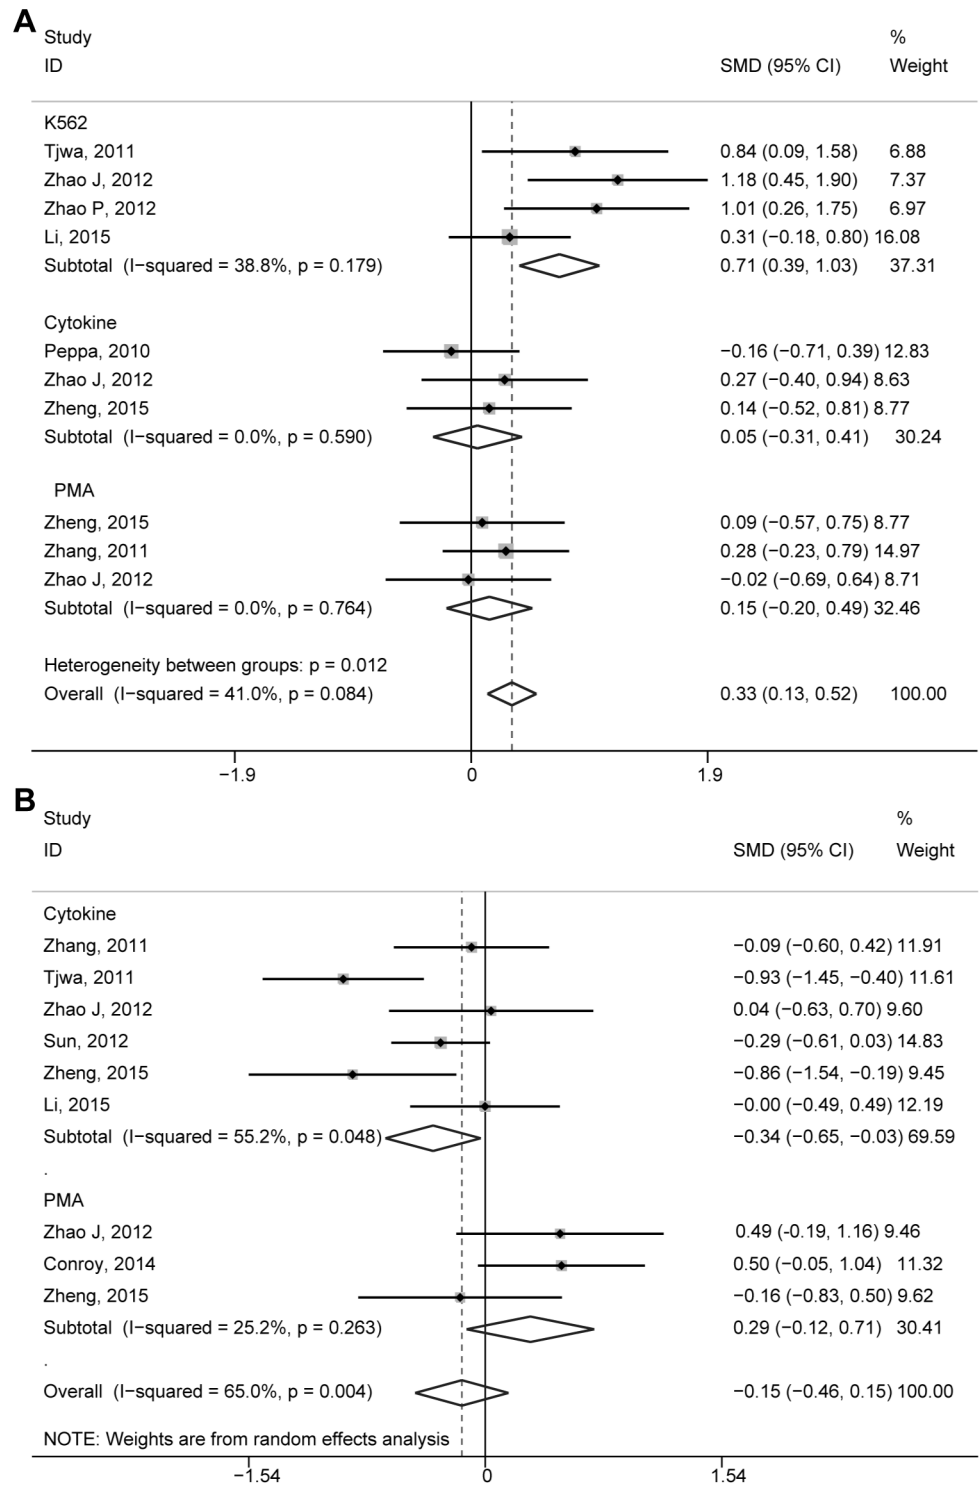 A
Study %
ID SMD (95% CI) Weight
K562
Tjwa, 2011 0.84 (0.09, 1.58) 6.88
Zhao J, 2012 1.18 (0.45, 1.90) 7.37
Zhao P, 2012 1.01 (0.26, 1.75) 6.97
Li, 2015 0.31 (−0.18, 0.80) 16.08
Subtotal (I−squared = 38.8%, p = 0.179) 0.71 (0.39, 1.03) 37.31
Cytokine
Peppa, 2010 −0.16 (−0.71, 0.39) 12.83
Zhao J, 2012 0.27 (−0.40, 0.94) 8.63
Zheng, 2015 0.14 (−0.52, 0.81) 8.77
Subtotal (I−squared = 0.0%, p = 0.590) 0.05 (−0.31, 0.41) 30.24
PMA
Zheng, 2015 0.09 (−0.57, 0.75) 8.77
Zhang, 2011 0.28 (−0.23, 0.79) 14.97
Zhao J, 2012 −0.02 (−0.69, 0.64) 8.71
Subtotal (I−squared = 0.0%, p = 0.764) 0.15 (−0.20, 0.49) 32.46
Heterogeneity between groups: p = 0.012
Overall (I−squared = 41.0%, p = 0.084) 0.33 (0.13, 0.52) 100.00
−1.9 0 1.9
B
Study %
ID SMD (95% CI) Weight
Cytokine
Zhang, 2011 −0.09 (−0.60, 0.42) 11.91
Tjwa, 2011 −0.93 (−1.45, −0.40) 11.61
Zhao J, 2012 0.04 (−0.63, 0.70) 9.60
Sun, 2012 −0.29 (−0.61, 0.03) 14.83
Zheng, 2015 −0.86 (−1.54, −0.19) 9.45
Li, 2015 −0.00 (−0.49, 0.49) 12.19
Subtotal (I−squared = 55.2%, p = 0.048) −0.34 (−0.65, −0.03) 69.59
.
PMA
Zhao J, 2012 0.49 (-0.19, 1.16) 9.46
Conroy, 2014 0.50 (−0.05, 1.04) 11.32
Zheng, 2015 −0.16 (−0.83, 0.50) 9.62
Subtotal (I−squared = 25.2%, p = 0.263) 0.29 (−0.12, 0.71) 30.41
.
Overall (I−squared = 65.0%, p = 0.004) −0.15 (−0.46, 0.15) 100.00
NOTE: Weights are from random effects analysis
−1.54 0 1.54